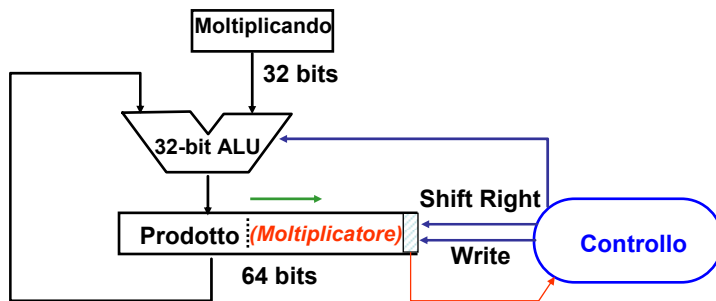 Moltiplicando
32 bits
32-bit ALU
Shift Right
Prodotto (Moltiplicatore)
Write
Controllo
64 bits